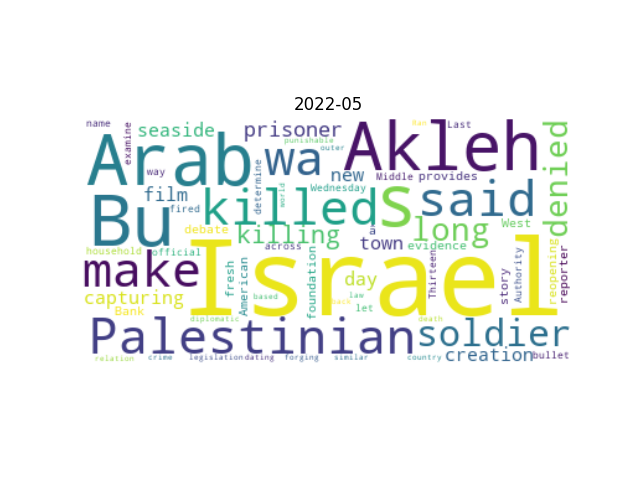 2022-05
name
examine
seaside
prisoner
Raw
Last
punishable
outer
Arab
wa
Akleh
denied
way
film
fired
determine
world
Wednesday
new
Middle
provides
Bu
killed
s
said
West
debate
killing
long
a
town
evidence
household
official
across
Israel
make
fresh
American
foundation
day
Thirteen
story
Authority
reopening
reporter
capturing
Bank
based
law
back
let
diplomatic
death
Palestinian
soldier
creation
bullet
relation
crime
legislation
dating
forging
similar
country